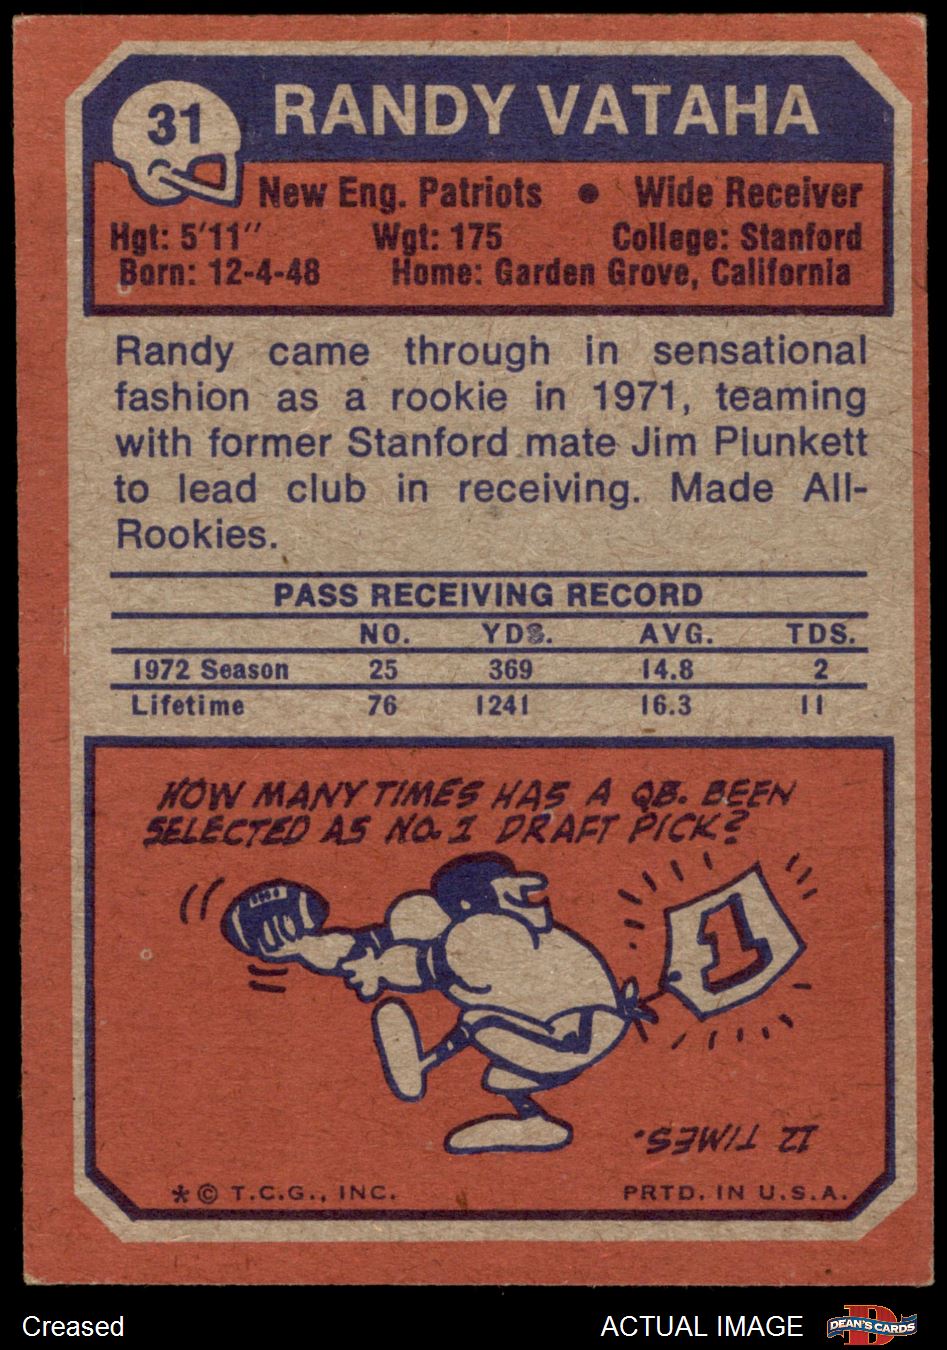 31 RANDY VATAHA
New Eng. Patriots • Wide Receiver
Hgt: 5'11" Wgt: 175 College: Stanford
Born: 12-4-48 Home: Garden Grove, California
Randy came through in sensational
fashion as a rookie in 1971, teaming
with former Stanford mate Jim Plunkett
to lead club in receiving. Made All-
Rookies.
PASS RECEIVING RECORD
NO. YDS. AVG. TDS.
1972 Season 25 369 14.8 2
Lifetime 76 1241 16.3 11
HOW MANY TIMES HAS A QB. BEEN
SELECTED AS NO. 1 DRAFT PICK?
1
12 TIMES.
* © T.C.G., INC. PRTD. IN U.S.A.
Creased ACTUAL IMAGE DEAN'S CARDS